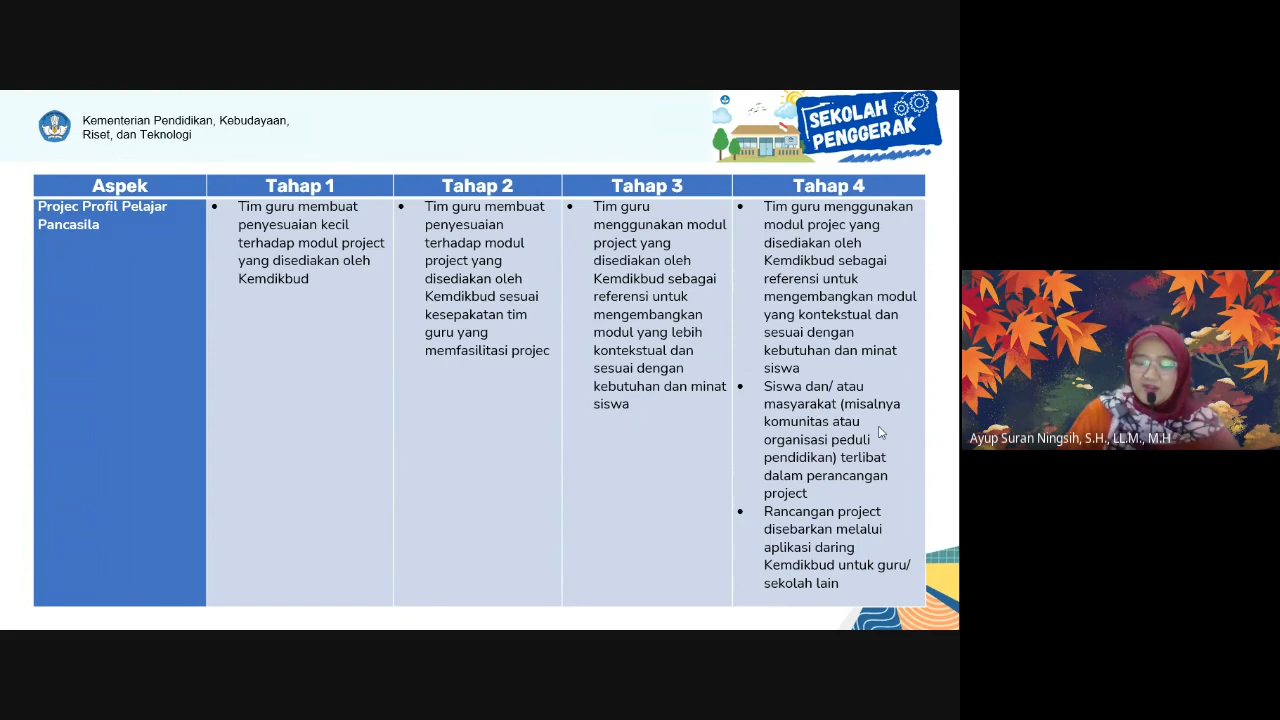 Kementerian Pendidikan, Kebudayaan,
Riset, dan Teknologi
SEKOLAH
PENGGERAK
Aspek
Tahap 1
Tahap 2
Tahap 3
Tahap 4
Projec Profil Pelajar
Pancasila
• Tim guru membuat
penyesuaian kecil
terhadap modul project
yang disediakan oleh
Kemdikbud
• Tim guru membuat
penyesuaian
terhadap modul
project yang
disediakan oleh
Kemdikbud sesuai
kesepakatan tim
guru yang
memfasilitasi projec
• Tim guru
menggunakan modul
project yang
disediakan oleh
Kemdikbud sebagai
referensi untuk
mengembangkan
modul yang lebih
kontekstual dan
sesuai dengan
kebutuhan dan minat
siswa
• Tim guru menggunakan
modul projec yang
disediakan oleh
Kemdikbud sebagai
referensi untuk
mengembangkan modul
yang kontekstual dan
sesuai dengan
kebutuhan dan minat
siswa
• Siswa dan/ atau
masyarakat (misalnya
komunitas atau
organisasi peduli
pendidikan) terlibat
dalam perancangan
project
• Rancangan project
disebarkan melalui
aplikasi daring
Kemdikbud untuk guru/
sekolah lain
Ayup Suran Ningsih, S.H., LL.M., M.H